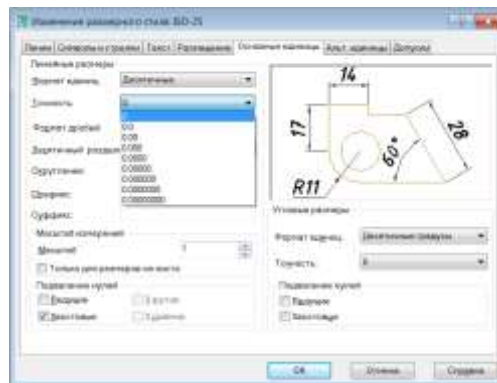 Изменение размерного стиля: ISO-25
Линии
Символы и стрелки
Текст
Размещение
Основные единицы
Альт. единицы
Допуски
Линейные размеры
Формат единиц
Десятичные
Точность
0
0
0.0
0.00
0.000
0.0000
0.00000
0.000000
0.0000000
0.00000000
Формат дробей
Десятичный
Округление
Префикс
Суффикс
Масштаб измерений
Масштаб
1
Только для размеров на листе
Подавление нулей
Ведущие
Хвостовые
14
17
28
60°
R11
Угловые размеры
Формат единиц
Десятичные градусы
Точность
0
Подавление нулей
Ведущие
Хвостовые
OK
Отмена
Справка